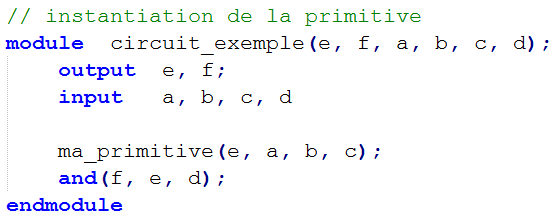 // instantiation de la primitive
module circuit_exemple(e, f, a, b, c, d);
output e, f;
input a, b, c, d
ma_primitive(e, a, b, c);
and(f, e, d);
endmodule